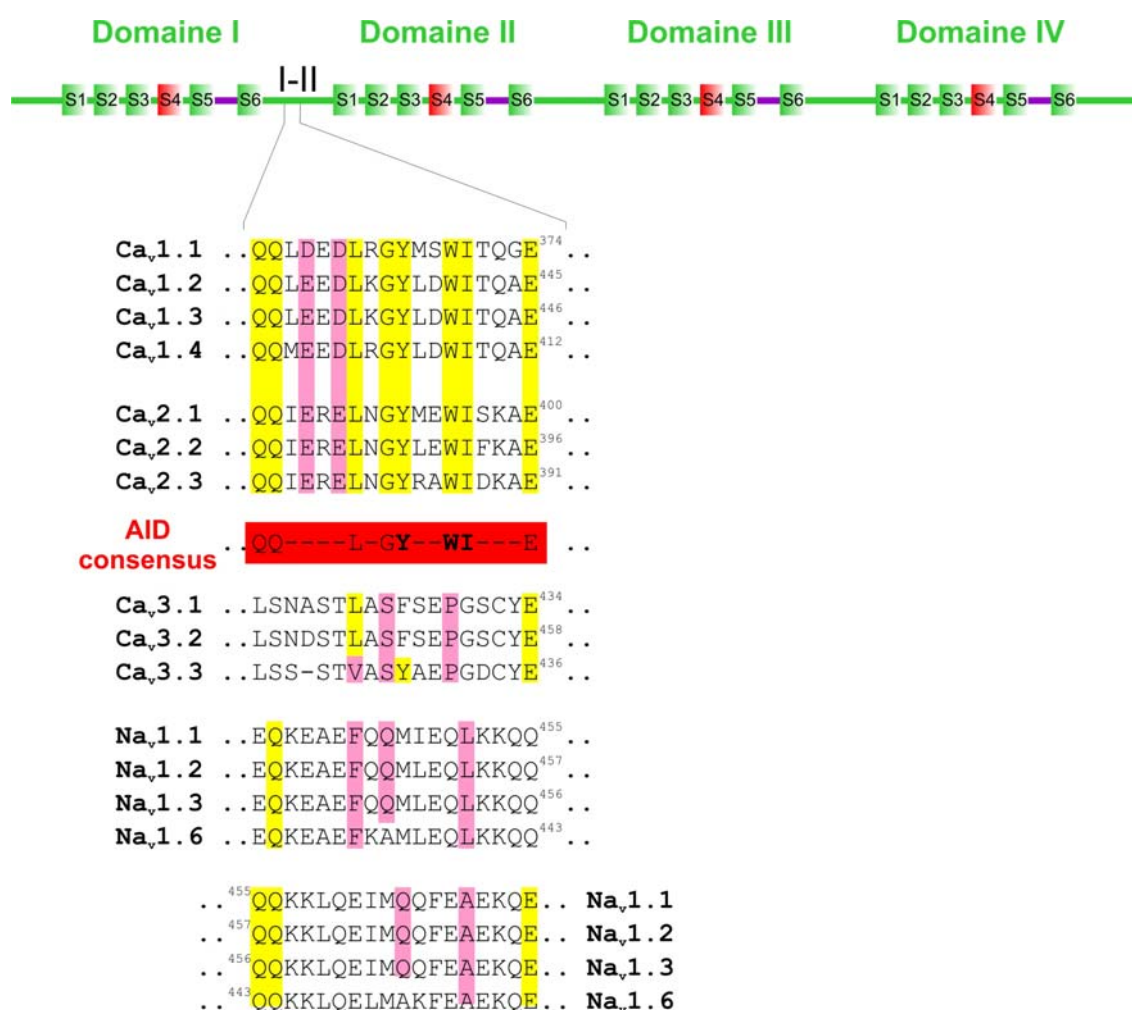 Domaine I Domaine II Domaine III Domaine IV
I-II
S1 S2 S3 S4 S5 S6 S1 S2 S3 S4 S5 S6 S1 S2 S3 S4 S5 S6 S1 S2 S3 S4 S5 S6
Cav1.1 ..QQLDEDLRGYMSWITQGE374 ..
Cav1.2 ..QQLEEDLKGYLDWITQAE445 ..
Cav1.3 ..QQLEEDLKGYLDWITQAE446 ..
Cav1.4 ..QQMEEDLRGYLDWITQAE412 ..
Cav2.1 ..QQIERELNGYMEWISKAE400 ..
Cav2.2 ..QQIERELNGYLEWIFKAE396 ..
Cav2.3 ..QQIERELNGYRAWIDKAE391 ..
AID
consensus ..QQ----L-GY--WI---E ..
Cav3.1 ..LSNASTLASFSEPGSCYE434 ..
Cav3.2 ..LSNDSTLASFSEPGSCYE458 ..
Cav3.3 ..LSS-STVASYAEPGDCYE436 ..
Nav1.1 ..EQKEAEFQQMIEQLKKQQ455 ..
Nav1.2 ..EQKEAEFQQMLEQLKKQQ457 ..
Nav1.3 ..EQKEAEFQQMLEQLKKQQ456 ..
Nav1.6 ..EQKEAEFKAMLEQLKKQQ443 ..
.. 455QQKKLQEIMQQFEAEKQE.. Nav1.1
.. 457QQKKLQEIMQQFEAEKQE.. Nav1.2
.. 456QQKKLQEIMQQFEAEKQE.. Nav1.3
.. 443QQKKLQELMAKFEAEKQE.. Nav1.6